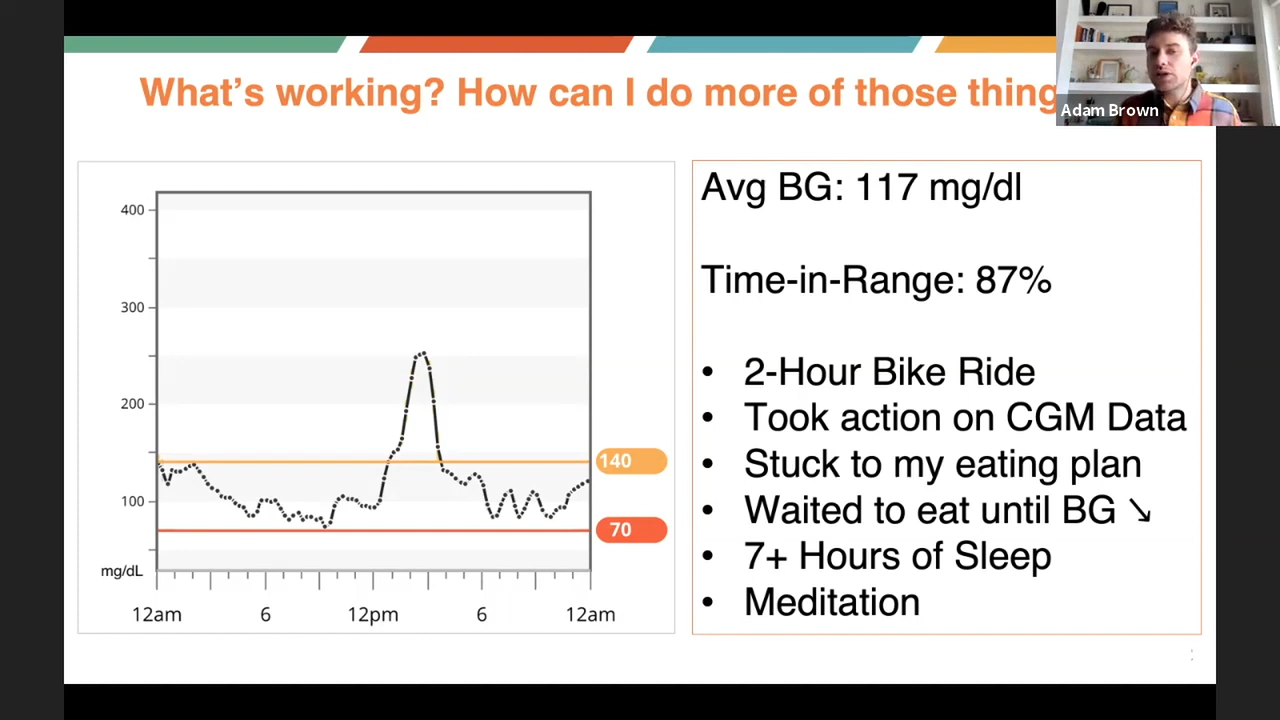 What's working? How can I do more of those thing
Adam Brown
400
300
200
100
mg/dL
12am
6
12pm
6
12am
140
70
Avg BG: 117 mg/dl
Time-in-Range: 87%
• 2-Hour Bike Ride
• Took action on CGM Data
• Stuck to my eating plan
• Waited to eat until BG ↘
• 7+ Hours of Sleep
• Meditation